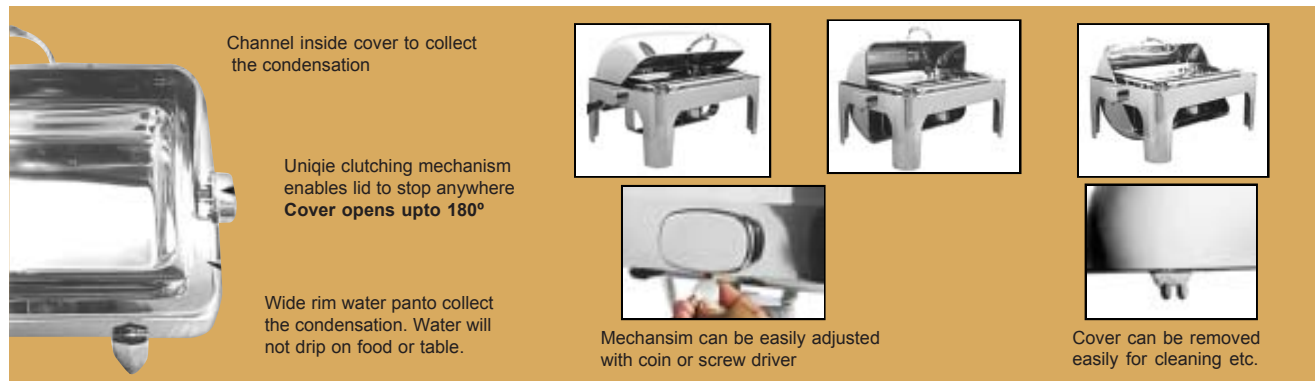 Channel inside cover to collect
the condensation
Uniqie clutching mechanism
enables lid to stop anywhere
Cover opens upto 180º
Wide rim water panto collect
the condensation. Water will
not drip on food or table.
Mechansim can be easily adjusted
with coin or screw driver
Cover can be removed
easily for cleaning etc.